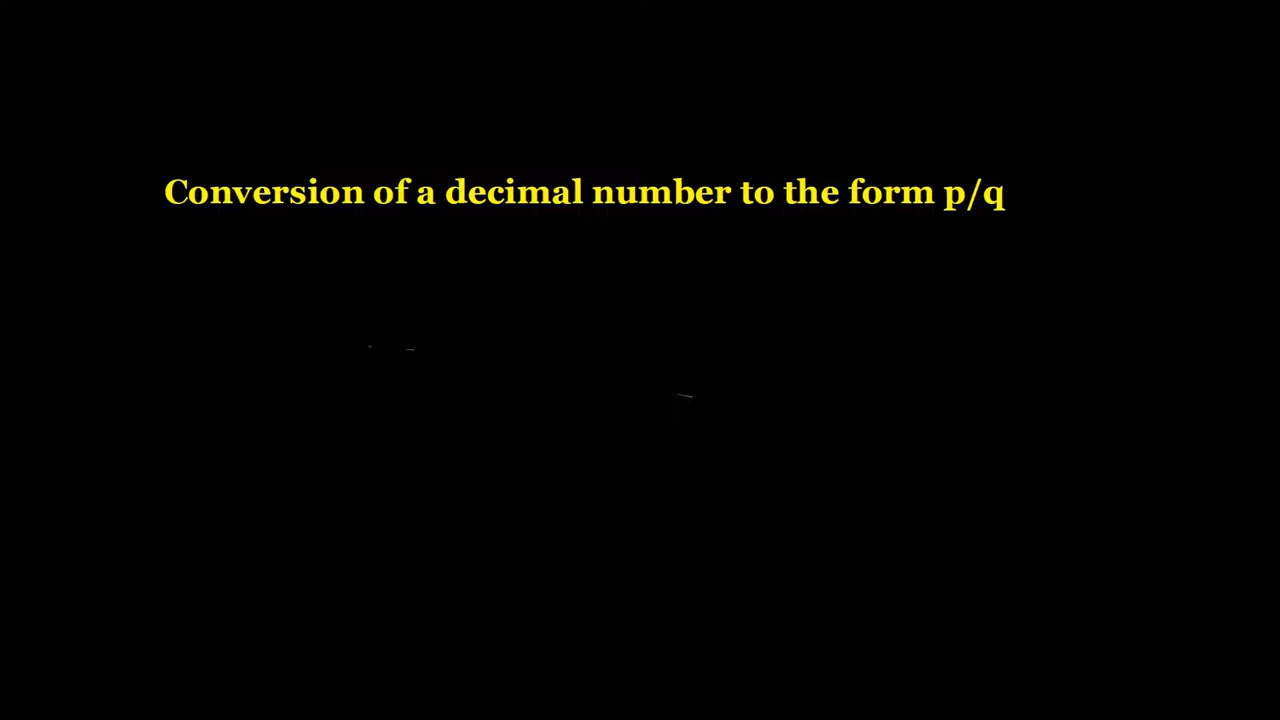 Conversion of a decimal number to the form p/q